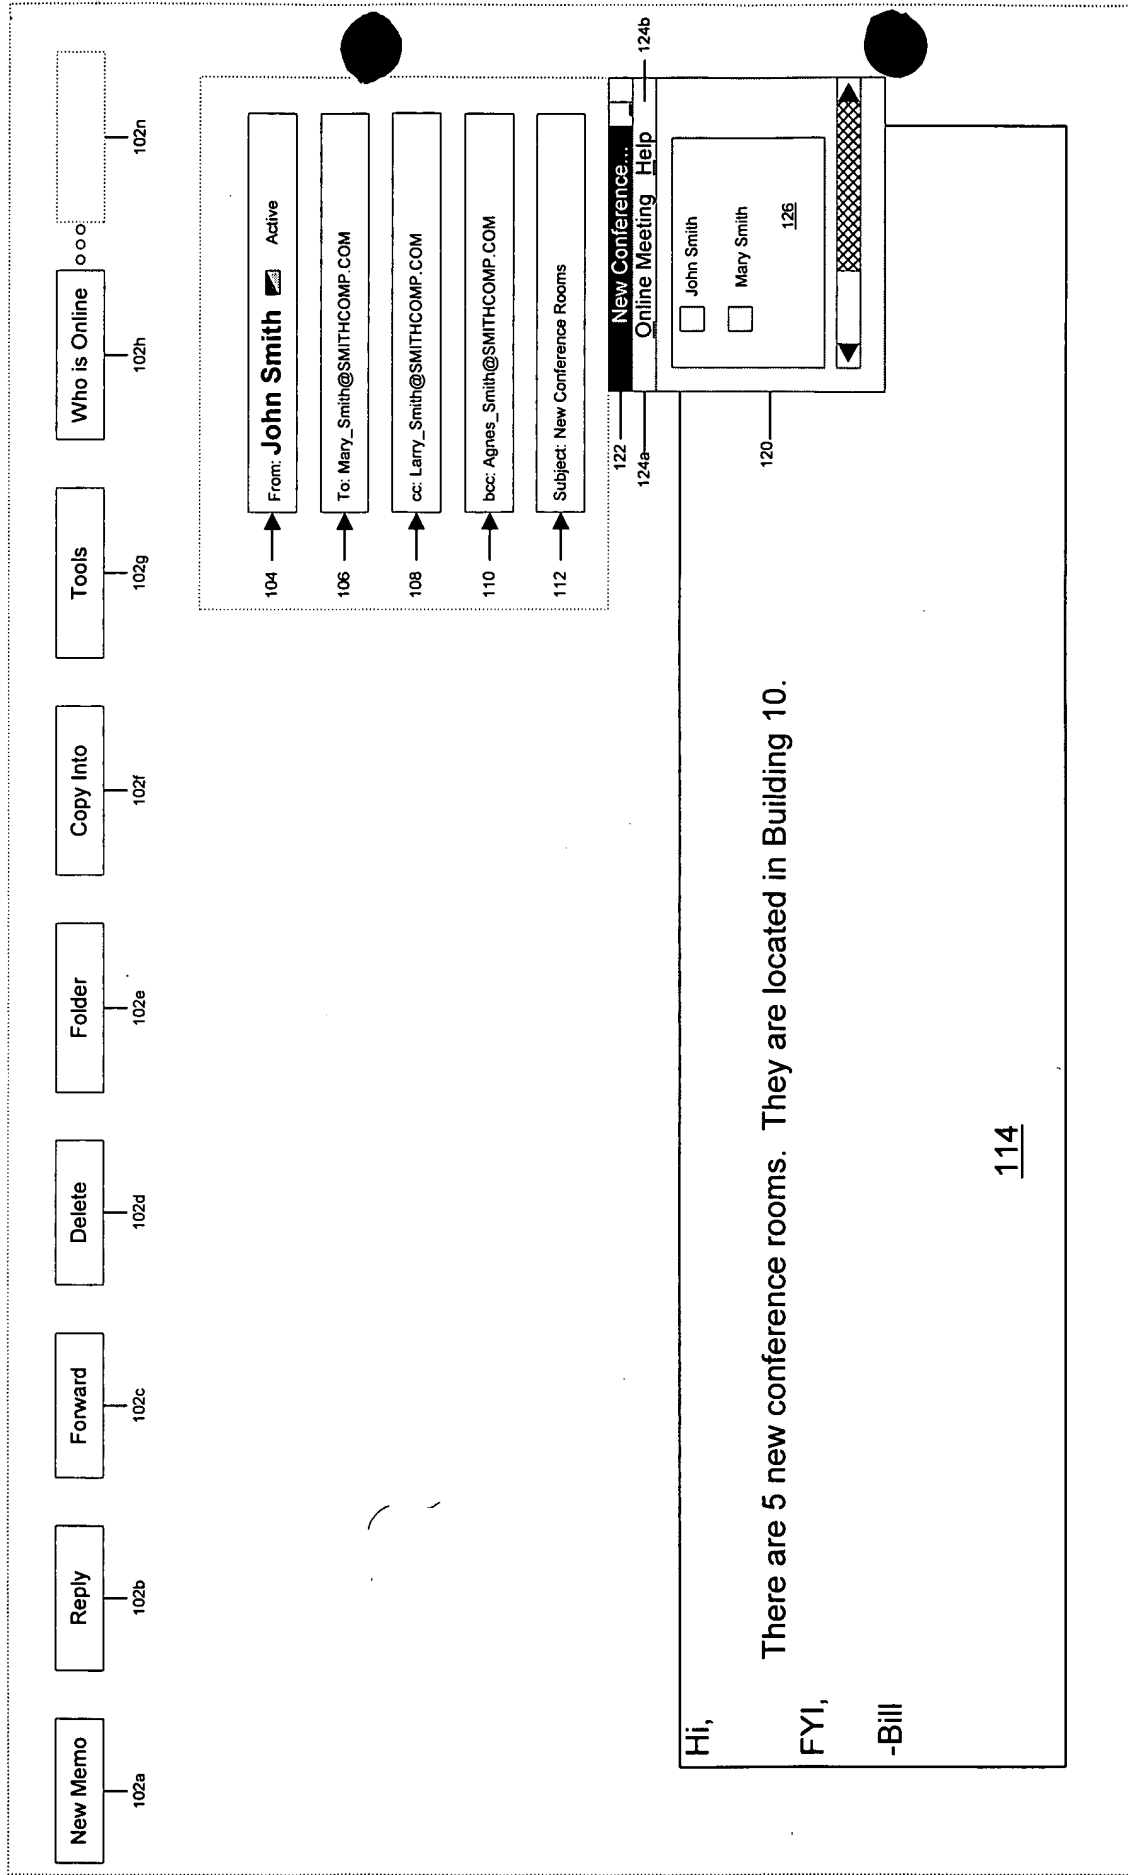 New Memo
Reply
Forward
Delete
Folder
Copy Into
Tools
Who is Online
102a
102b
102c
102d
102e
102f
102g
102h
102n
104
From: John Smith Active
106
To: Mary_Smith@SMITHCOMP.COM
108
cc: Larry_Smith@SMITHCOMP.COM
110
bcc: Agnes_Smith@SMITHCOMP.COM
112
Subject: New Conference Rooms
122
New Conference...
124a
Online Meeting Help
124b
John Smith
Mary Smith
126
120
Hi,
There are 5 new conference rooms. They are located in Building 10.
FYI,
-Bill
114